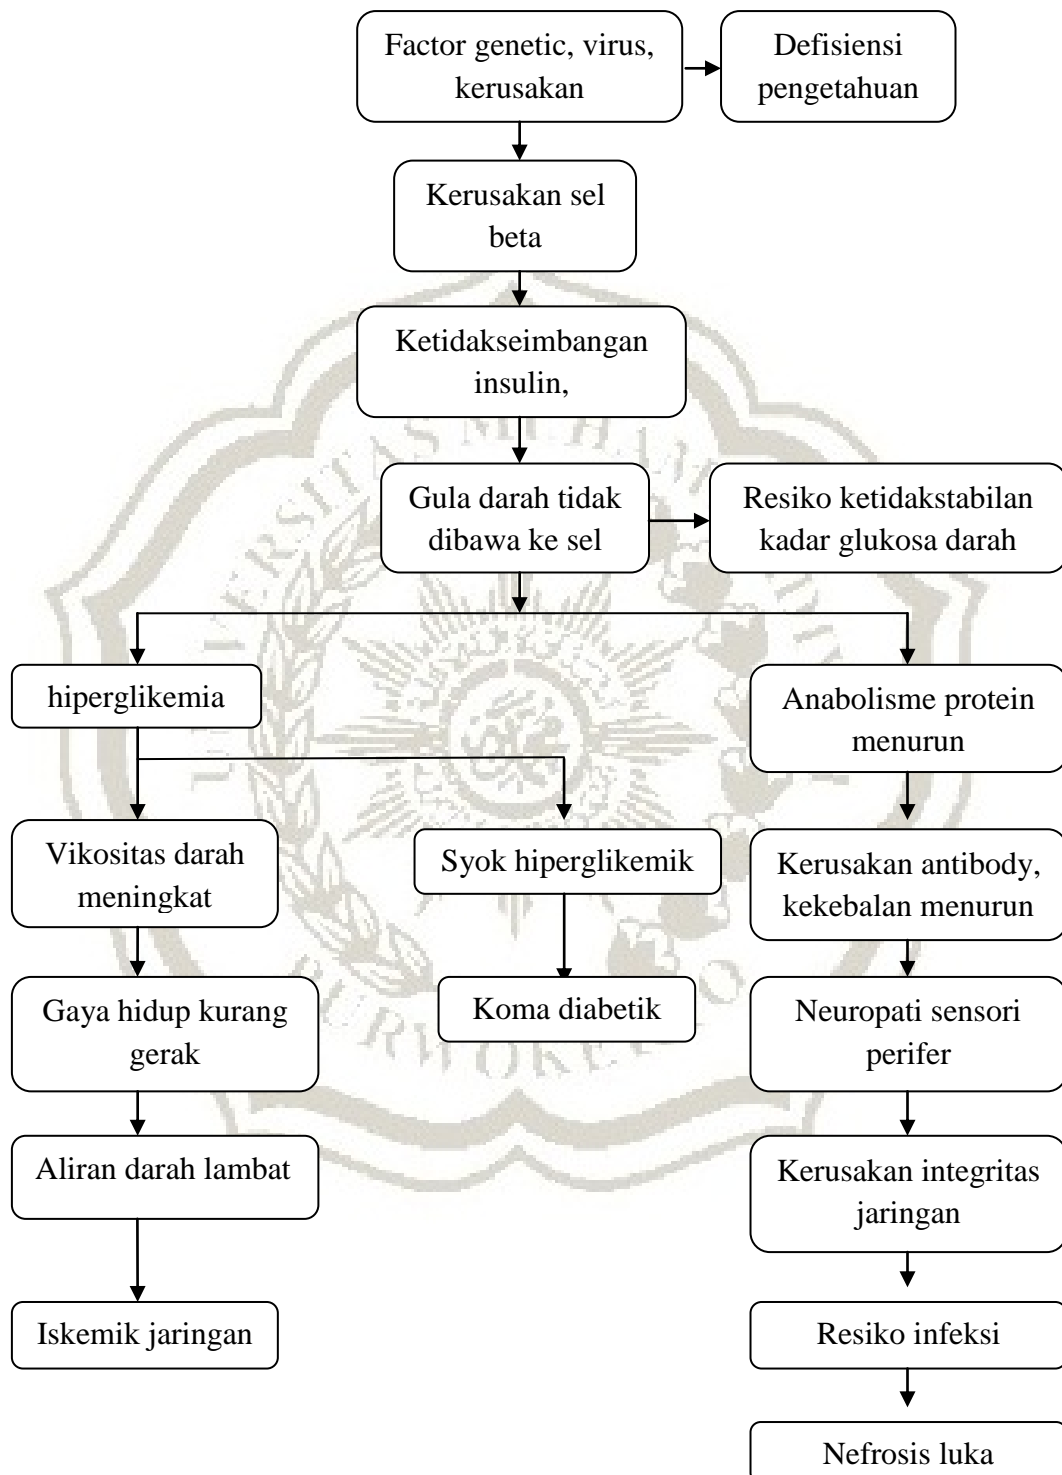 Factor genetic, virus,
kerusakan
Defisiensi
pengetahuan
Kerusakan sel
beta
Ketidakseimbangan
insulin,
Gula darah tidak
dibawa ke sel
Resiko ketidakstabilan
kadar glukosa darah
hiperglikemia
Anabolisme protein
menurun
Vikositas darah
meningkat
Syok hiperglikemik
Kerusakan antibody,
kekebalan menurun
Gaya hidup kurang
gerak
Koma diabetik
Neuropati sensori
perifer
Aliran darah lambat
Kerusakan integritas
jaringan
Iskemik jaringan
Resiko infeksi
Nefrosis luka